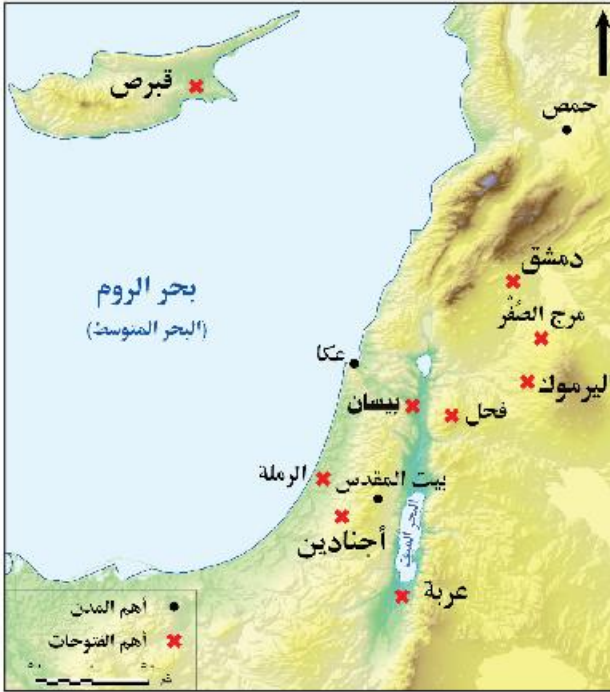 قبرص
حمص
دمشق
مرج الصُفْر
اليرموك
بحر الروم
(البحر المتوسط)
عكا
بيسان
فحل
الرملة
بيت المقدس
أجنادين
البحر الميت
عربة
أهم المدن
أهم الفتوحات